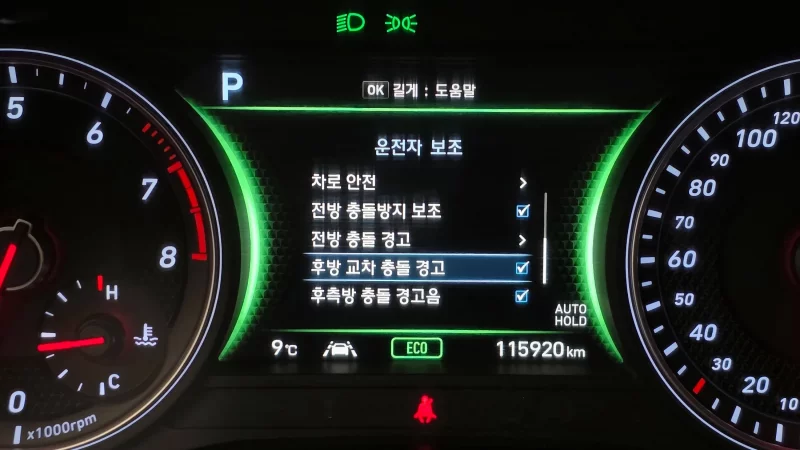 P
OK 길게 : 도움말
운전자 보조
차로 안전
전방 충돌방지 보조
전방 충돌 경고
후방 교차 충돌 경고
후측방 충돌 경고음
AUTO
HOLD
9℃
ECO
115920 km
5
6
7
8
0
x1000rpm
H
C
120
100
90
80
70
60
50
40
30
20
10